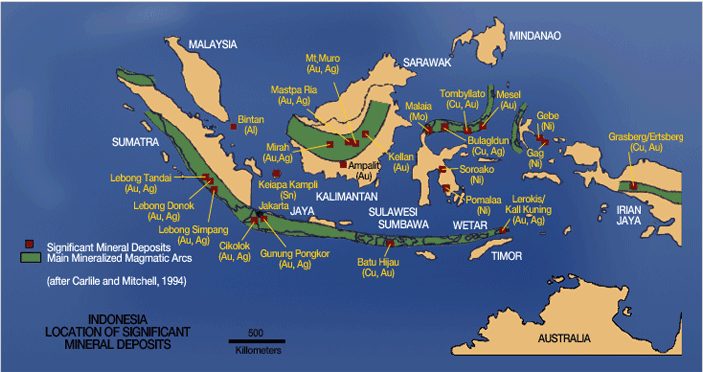 MINDANAO
MALAYSIA
Mt,Muro
(Au, Ag)
SARAWAK
Mastpa Ria
(Au, Ag)
Tombyllato
(Cu, Au)
Mesel
(Au)
Malaia
(Mo)
Gebe
(Ni)
Bintan
(Al)
Grasberg/Ertsberg
(Cu, Au)
SUMATRA
Mirah
(Au,Ag)
Ampalit
(Au)
Kellan
(Au)
Bulagldun
(Cu, Ag)
Gag
(Ni)
Lebong Tandai
(Au, Ag)
Keiapa Kampli
(Sn)
Soroako
(Ni)
KALIMANTAN
Lebong Donok
(Au, Ag)
Jakarta
JAYA
SULAWESI
Pomalaa
(Ni)
Lerokis/
Kall Kuning
(Au, Ag)
IRIAN
JAYA
Lebong Simpang
(Au, Ag)
SUMBAWA
WETAR
Cikolok
(Au, Ag)
Gunung Pongkor
(Au, Ag)
Batu Hijau
(Cu, Au)
TIMOR
Significant Mineral Deposits
Main Mineralized Magmatic Arcs
(after Carlile and Mitchell, 1994)
INDONESIA
LOCATION OF SIGNIFICANT
MINERAL DEPOSITS
500
Killometers
AUSTRALIA